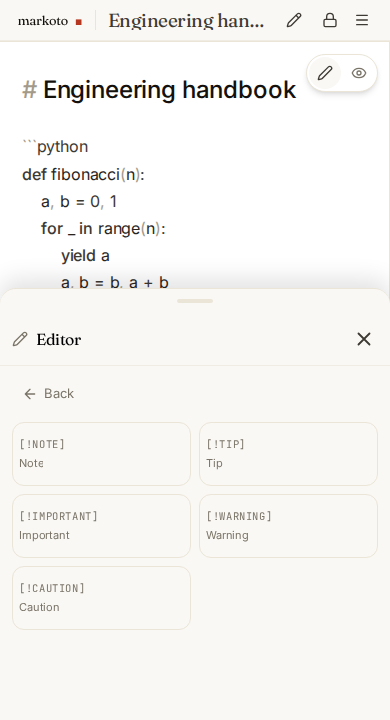 markoto
Engineering han...
# Engineering handbook
```python
def fibonacci(n):
a, b = 0, 1
for _ in range(n):
yield a
a, b = b, a + b
Editor
Back
[!NOTE]
Note
[!TIP]
Tip
[!IMPORTANT]
Important
[!WARNING]
Warning
[!CAUTION]
Caution